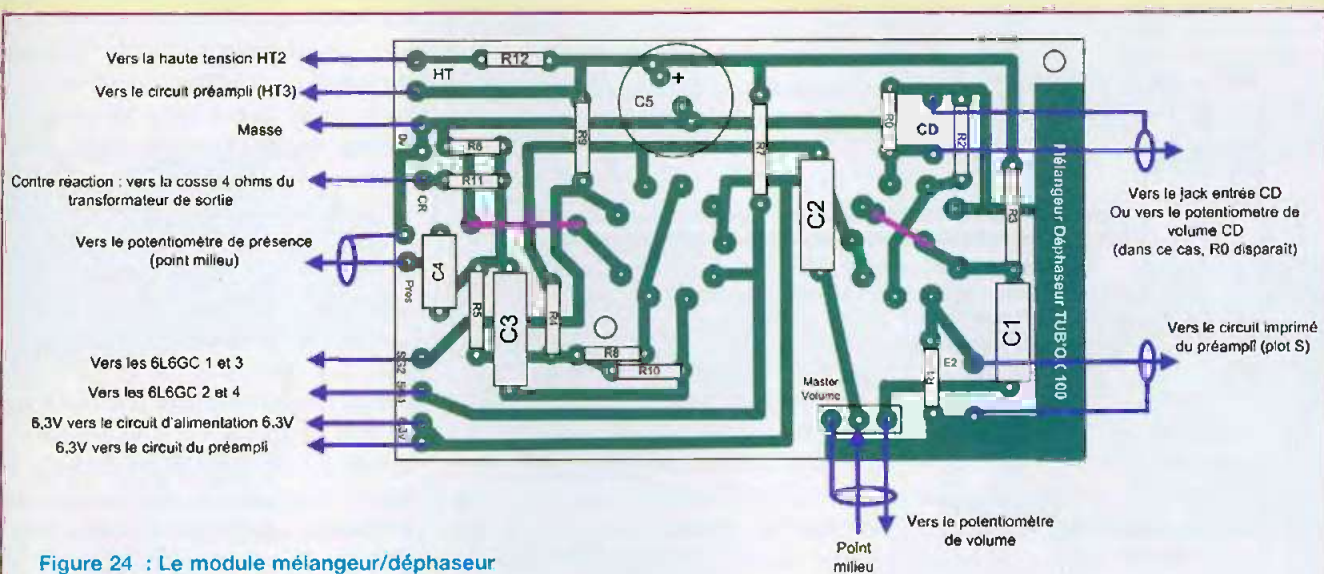 Vers la haute tension HT2
Vers le circuit préampli (HT3)
Masse
Contre réaction : vers la cosse 4 ohms du
transformateur de sortie
Vers le potentiomètre de présence
(point milieu)
Vers les 6L6GC 1 et 3
Vers les 6L6GC 2 et 4
6,3V vers le circuit d'alimentation 6.3V
6,3V vers le circuit du préampli
HT
R12
+
C5
R9
R7
R0
CD
R2
R3
R6
R11
CR
Pres
C4
R5
C3
R4
R8
R10
C2
C1
R1
E2
6,3V
Master
Volume
Mélangeur Déphaseur TUB'O
100
Vers le jack entrée CD
Ou vers le potentiometre de
volume CD
(dans ce cas, R0 disparaît)
Vers le circuit imprimé
du préampli (plot S)
Vers le potentiomètre
de volume
Point
milieu
Figure 24 : Le module mélangeur/déphaseur